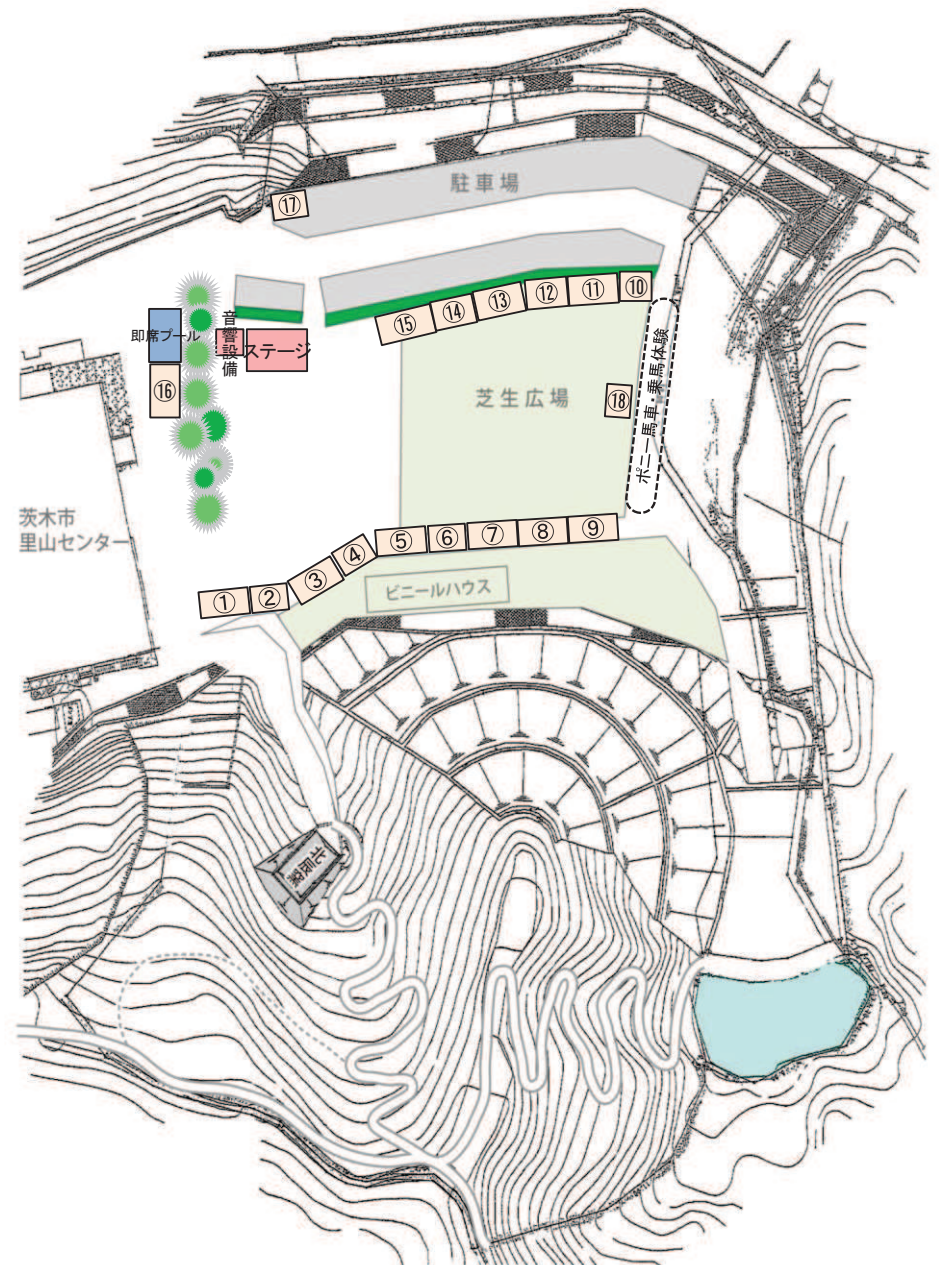 駐車場
⑰
音響設備
即席プール
ステージ
⑯
⑮
⑭
⑬
⑫
⑪
⑩
芝生広場
⑱
ポニー馬車・乗馬体験
茨木市
里山センター
①
②
③
④
⑤
⑥
⑦
⑧
⑨
ビニールハウス